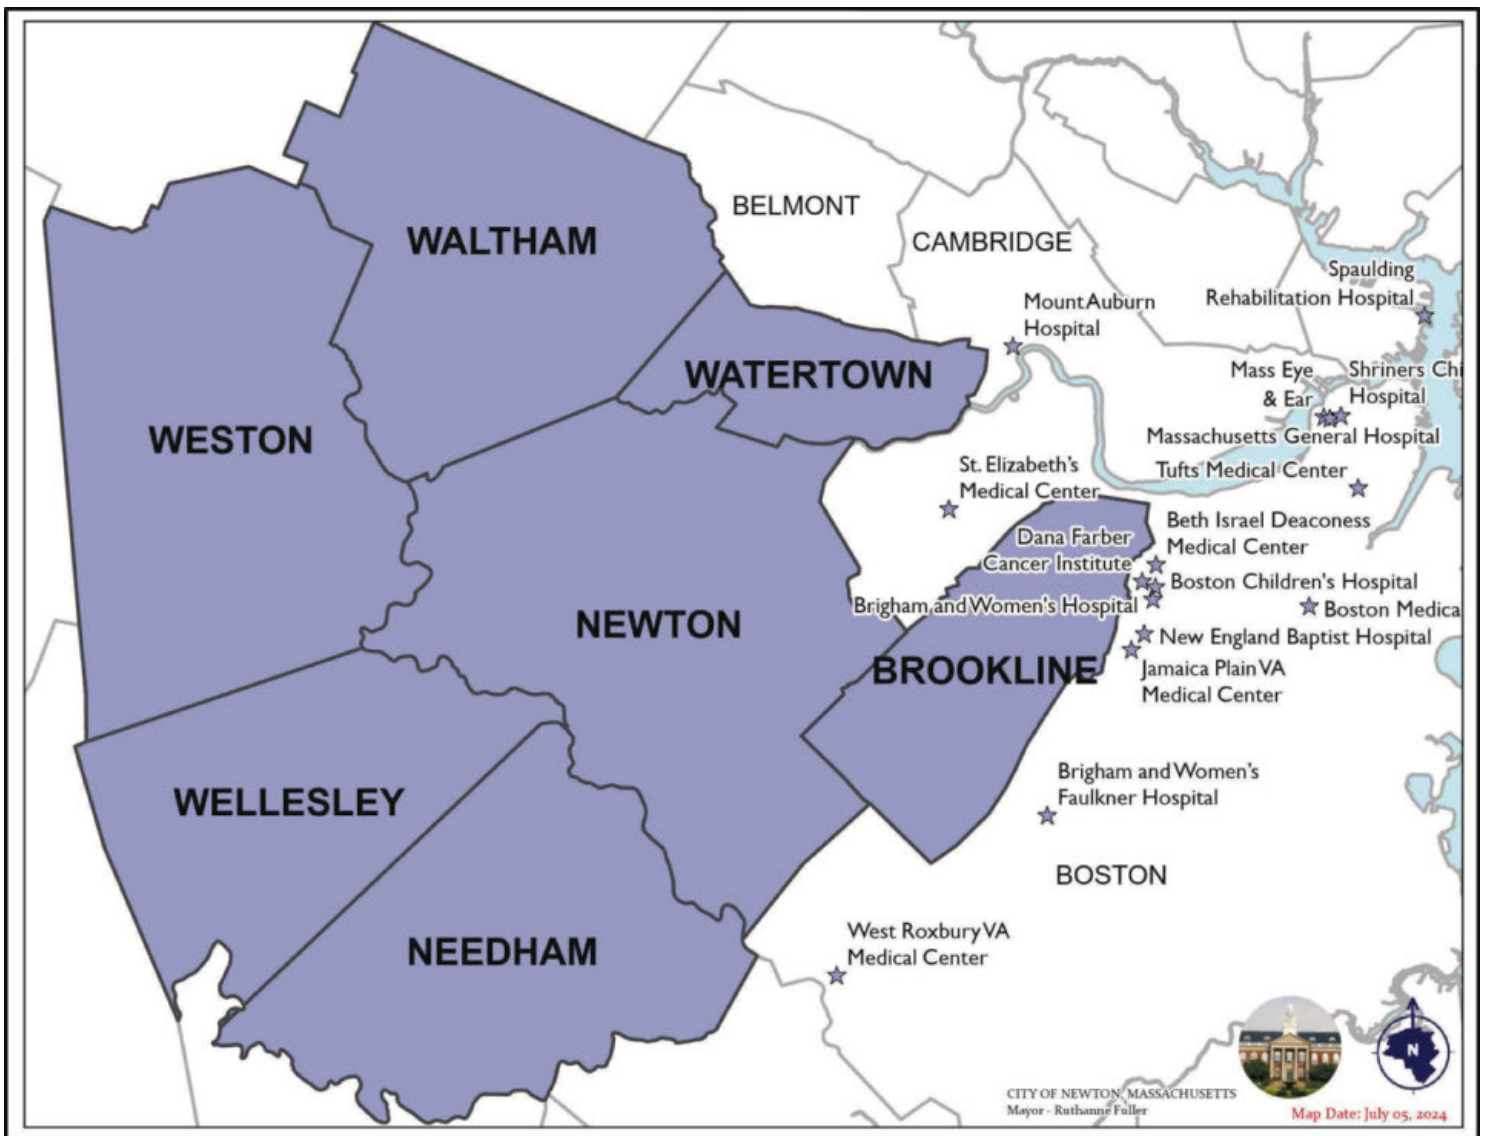 WALTHAM
BELMONT
CAMBRIDGE
Spaulding
Rehabilitation Hospital
Mount Auburn
Hospital
WATERTOWN
Mass Eye
& Ear
Shriners Chi
Hospital
WESTON
Massachusetts General Hospital
St. Elizabeth's
Medical Center
Tufts Medical Center
Dana Farber
Cancer Institute
Beth Israel Deaconess
Medical Center
Boston Children's Hospital
Brigham and Women's Hospital
Boston Medica
NEWTON
New England Baptist Hospital
BROOKLINE
Jamaica Plain VA
Medical Center
WELLESLEY
Brigham and Women's
Faulkner Hospital
BOSTON
NEEDHAM
West Roxbury VA
Medical Center
N
CITY OF NEWTON, MASSACHUSETTS
Mayor - Ruthanne Fuller
Map Date: July 05, 2024